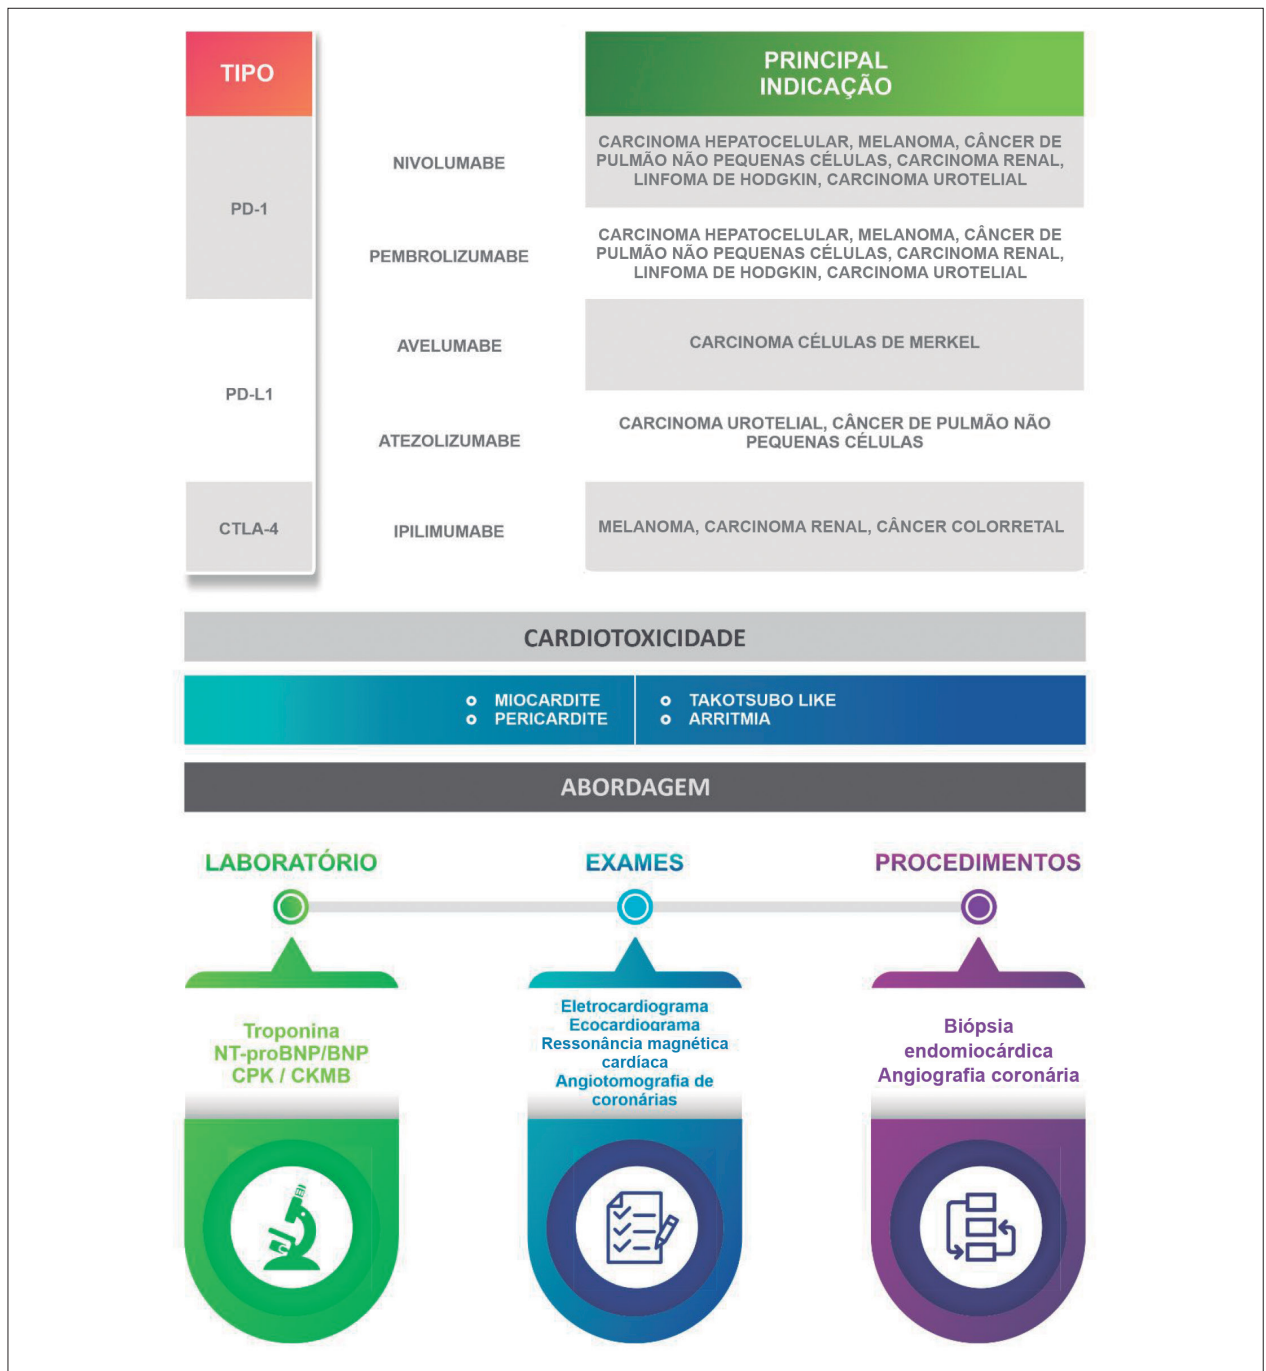 TIPO
PRINCIPAL
INDICAÇÃO
PD-1
NIVOLUMABE
CARCINOMA HEPATOCELULAR, MELANOMA, CÂNCER DE
PULMÃO NÃO PEQUENAS CÉLULAS, CARCINOMA RENAL,
LINFOMA DE HODGKIN, CARCINOMA UROTELIAL
PEMBROLIZUMABE
CARCINOMA HEPATOCELULAR, MELANOMA, CÂNCER DE
PULMÃO NÃO PEQUENAS CÉLULAS, CARCINOMA RENAL,
LINFOMA DE HODGKIN, CARCINOMA UROTELIAL
PD-L1
AVELUMABE
CARCINOMA CÉLULAS DE MERKEL
ATEZOLIZUMABE
CARCINOMA UROTELIAL, CÂNCER DE PULMÃO NÃO
PEQUENAS CÉLULAS
CTLA-4
IPILIMUMABE
MELANOMA, CARCINOMA RENAL, CÂNCER COLORRETAL
CARDIOTOXICIDADE
MIOCARDITE
PERICARDITE
TAKOTSUBO LIKE
ARRITMIA
ABORDAGEM
LABORATÓRIO
Troponina
NT-proBNP/BNP
CPK / CKMB
EXAMES
Eletrocardiograma
Ecocardiograma
Ressonância magnética
cardíaca
Angiotomografia de
coronárias
PROCEDIMENTOS
Biópsia
endomiocárdica
Angiografia coronária